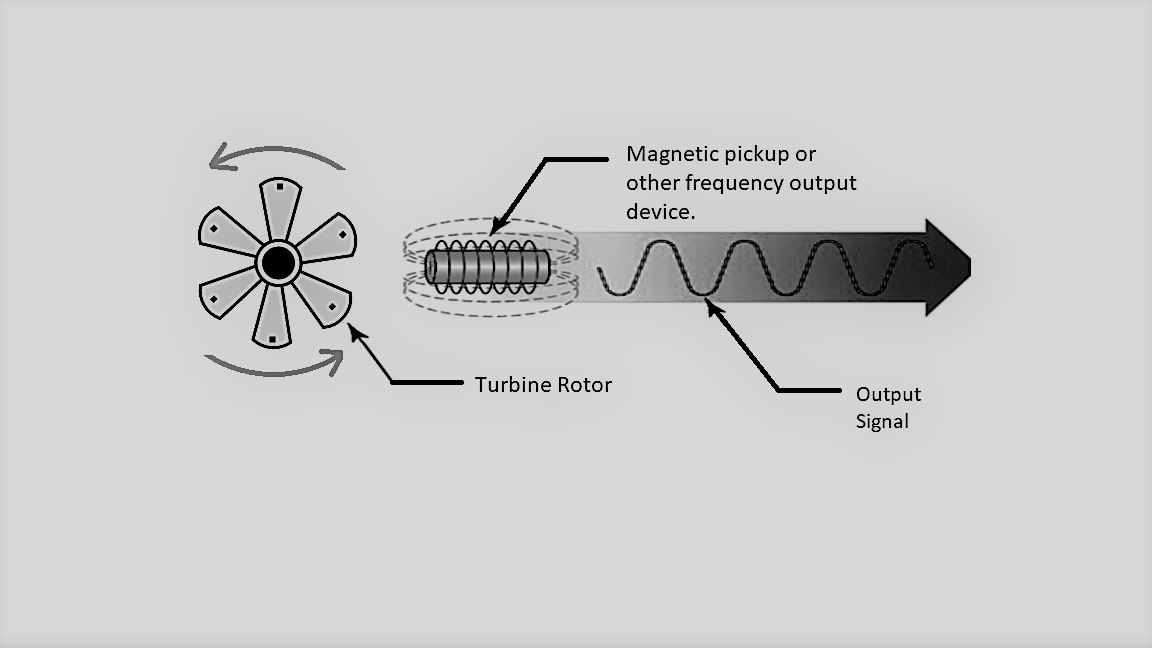 Magnetic pickup or
other frequency output
device.
Turbine Rotor
Output
Signal